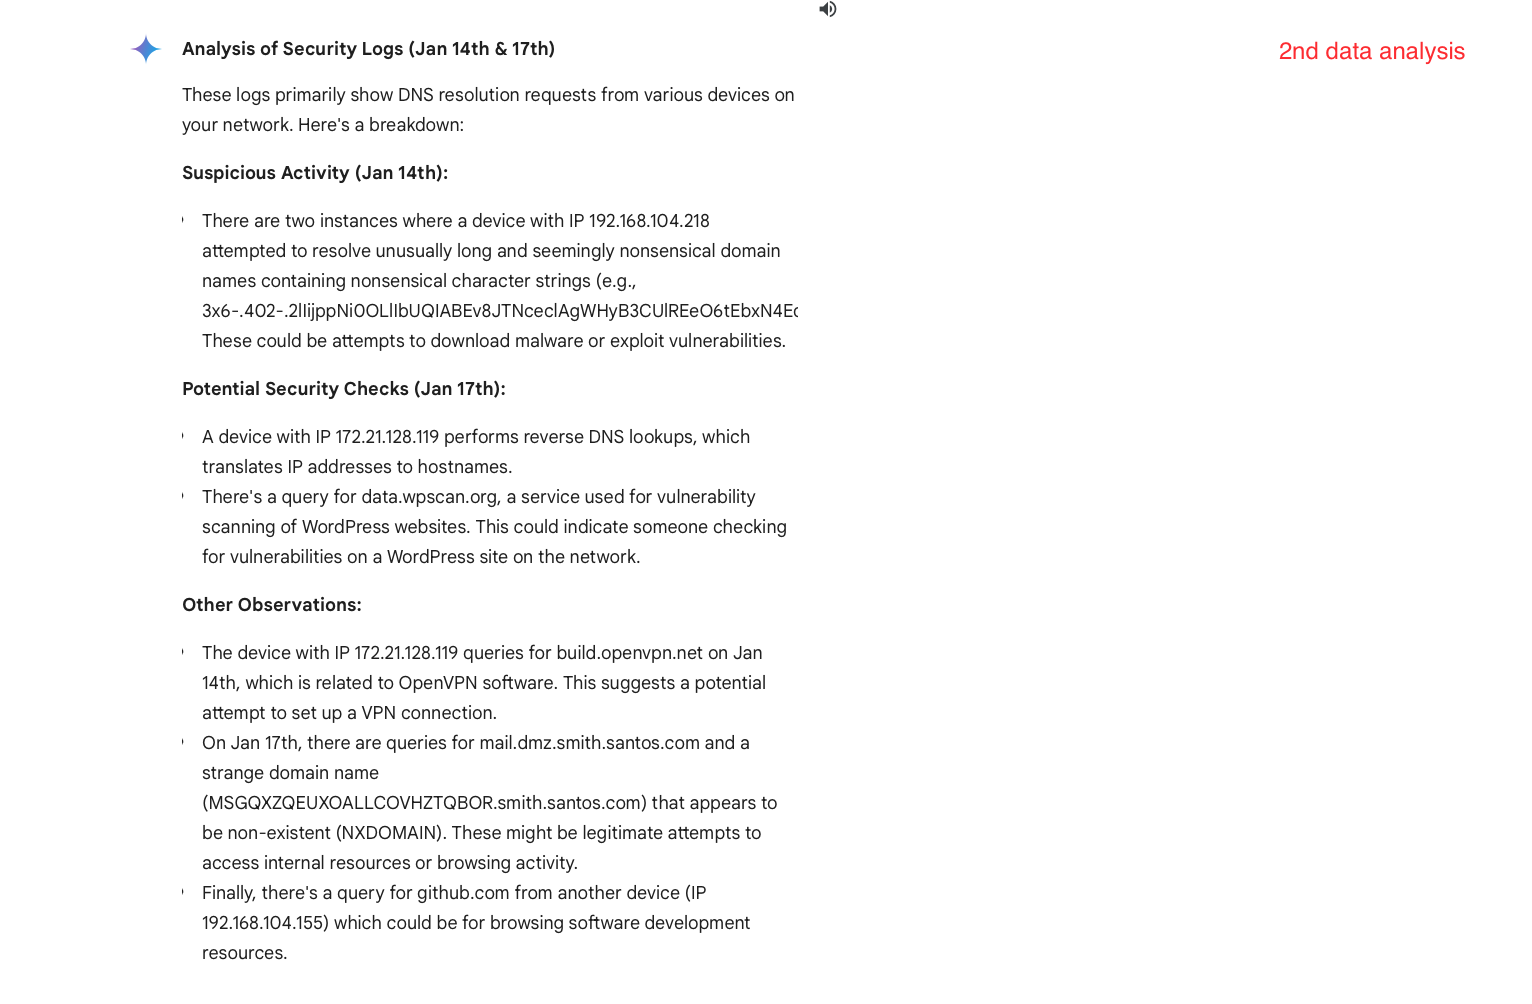 Analysis of Security Logs (Jan 14th & 17th)
2nd data analysis
These logs primarily show DNS resolution requests from various devices on
your network. Here's a breakdown:
Suspicious Activity (Jan 14th):
There are two instances where a device with IP 192.168.104.218
attempted to resolve unusually long and seemingly nonsensical domain
names containing nonsensical character strings (e.g.,
These could be attempts to download malware or exploit vulnerabilities.
Potential Security Checks (Jan 17th):
A device with IP 172.21.128.119 performs reverse DNS lookups, which
translates IP addresses to hostnames.
There's a query for data.wpscan.org, a service used for vulnerability
scanning of WordPress websites. This could indicate someone checking
for vulnerabilities on a WordPress site on the network.
Other Observations:
The device with IP 172.21.128.119 queries for build.openvpn.net on Jan
14th, which is related to OpenVPN software. This suggests a potential
attempt to set up a VPN connection.
On Jan 17th, there are queries for mail.dmz.smith.santos.com and a
strange domain name
(MSGQXZQEUXOALLCOVHZTQBOR.smith.santos.com) that appears to
be non-existent (NXDOMAIN). These might be legitimate attempts to
access internal resources or browsing activity.
Finally, there's a query for github.com from another device (IP
192.168.104.155) which could be for browsing software development
resources.